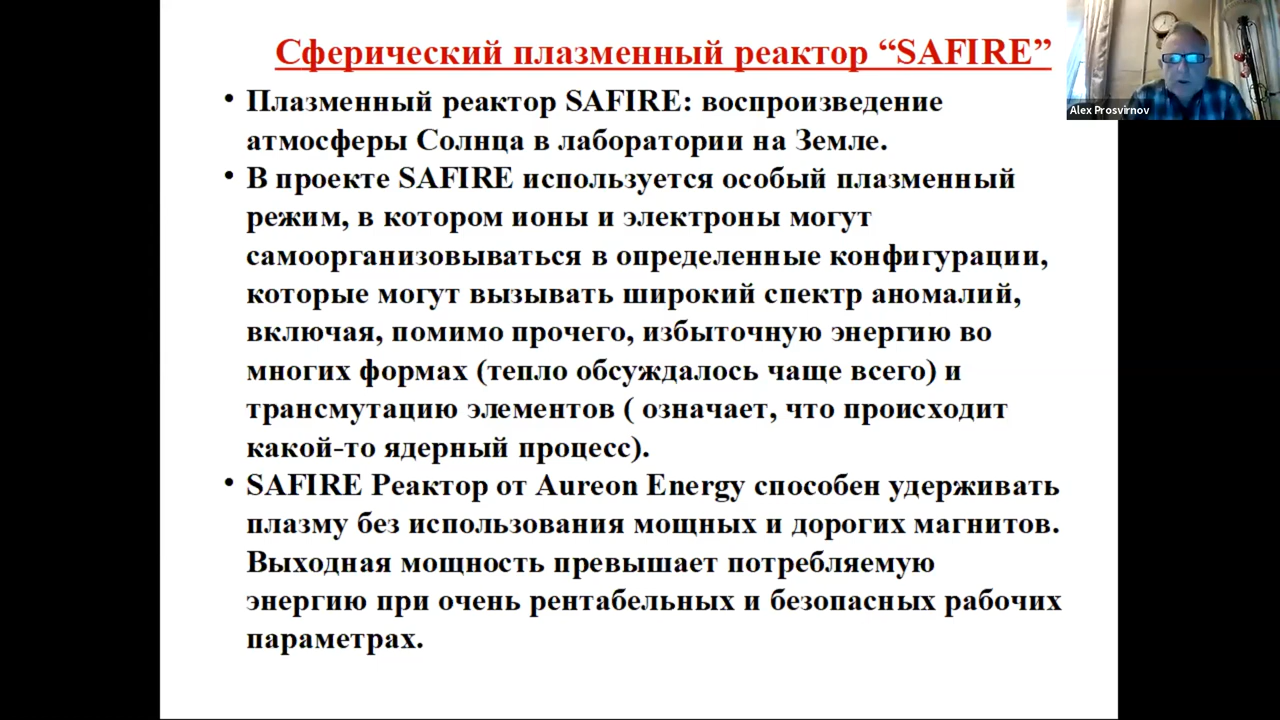 Сферический плазменный реактор “SAFIRE”
• Плазменный реактор SAFIRE: воспроизведение
атмосферы Солнца в лаборатории на Земле.
• В проекте SAFIRE используется особый плазменный
режим, в котором ионы и электроны могут
самоорганизовываться в определенные конфигурации,
которые могут вызывать широкий спектр аномалий,
включая, помимо прочего, избыточную энергию во
многих формах (тепло обсуждалось чаще всего) и
трансмутацию элементов ( означает, что происходит
какой-то ядерный процесс).
• SAFIRE Реактор от Aureon Energy способен удерживать
плазму без использования мощных и дорогих магнитов.
Выходная мощность превышает потребляемую
энергию при очень рентабельных и безопасных рабочих
параметрах.
Alex Prosvirnov